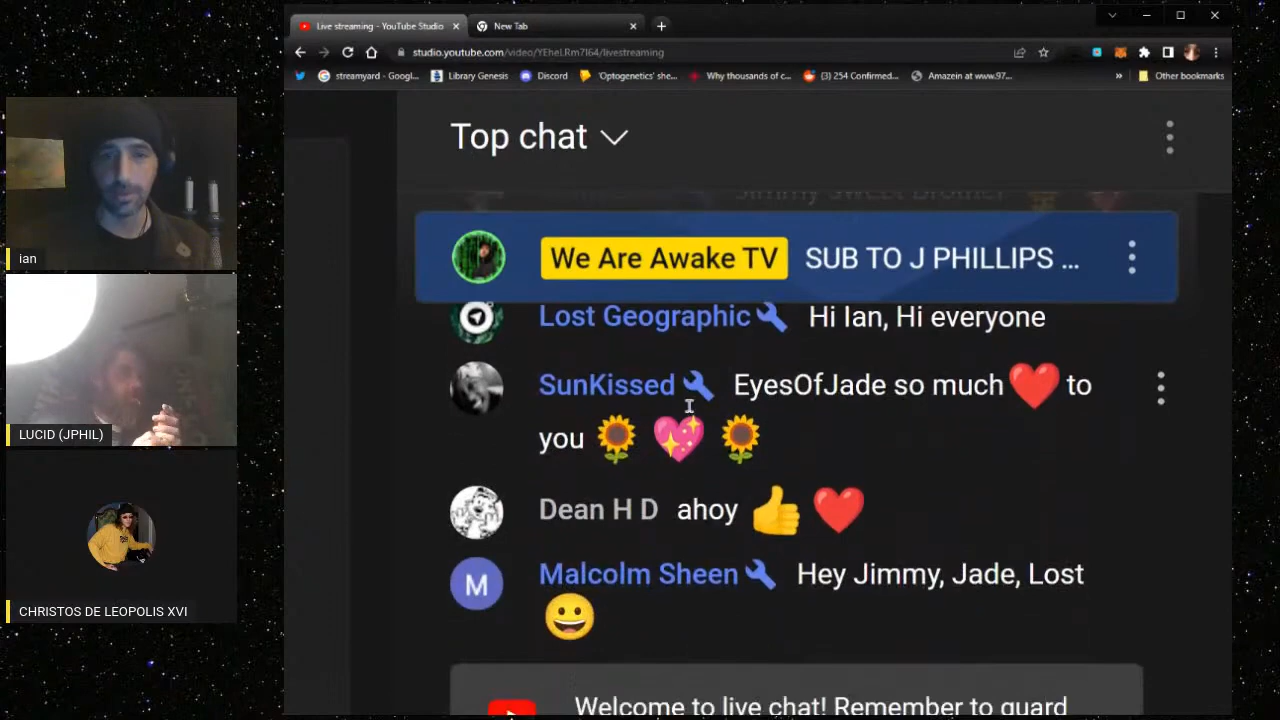 Live streaming - YouTube Studio
New Tab
studio.youtube.com/video/YEheLRm7I64/livestreaming
streamyard - Googl...
Library Genesis
Discord
'Optogenetics' she...
Why thousands of c...
(3) 254 Confirmed...
Amazein at www.97...
»
Other bookmarks
Top chat
We Are Awake TV SUB TO J PHILLIPS ...
Lost Geographic Hi Ian, Hi everyone
SunKissed EyesOfJade so much ❤️ to
you 🌻 💖 🌻
Dean H D ahoy 👍 ❤️
M Malcolm Sheen Hey Jimmy, Jade, Lost
😀
Welcome to live chat! Remember to guard
ian
LUCID (JPHIL)
CHRISTOS DE LEOPOLIS XVI